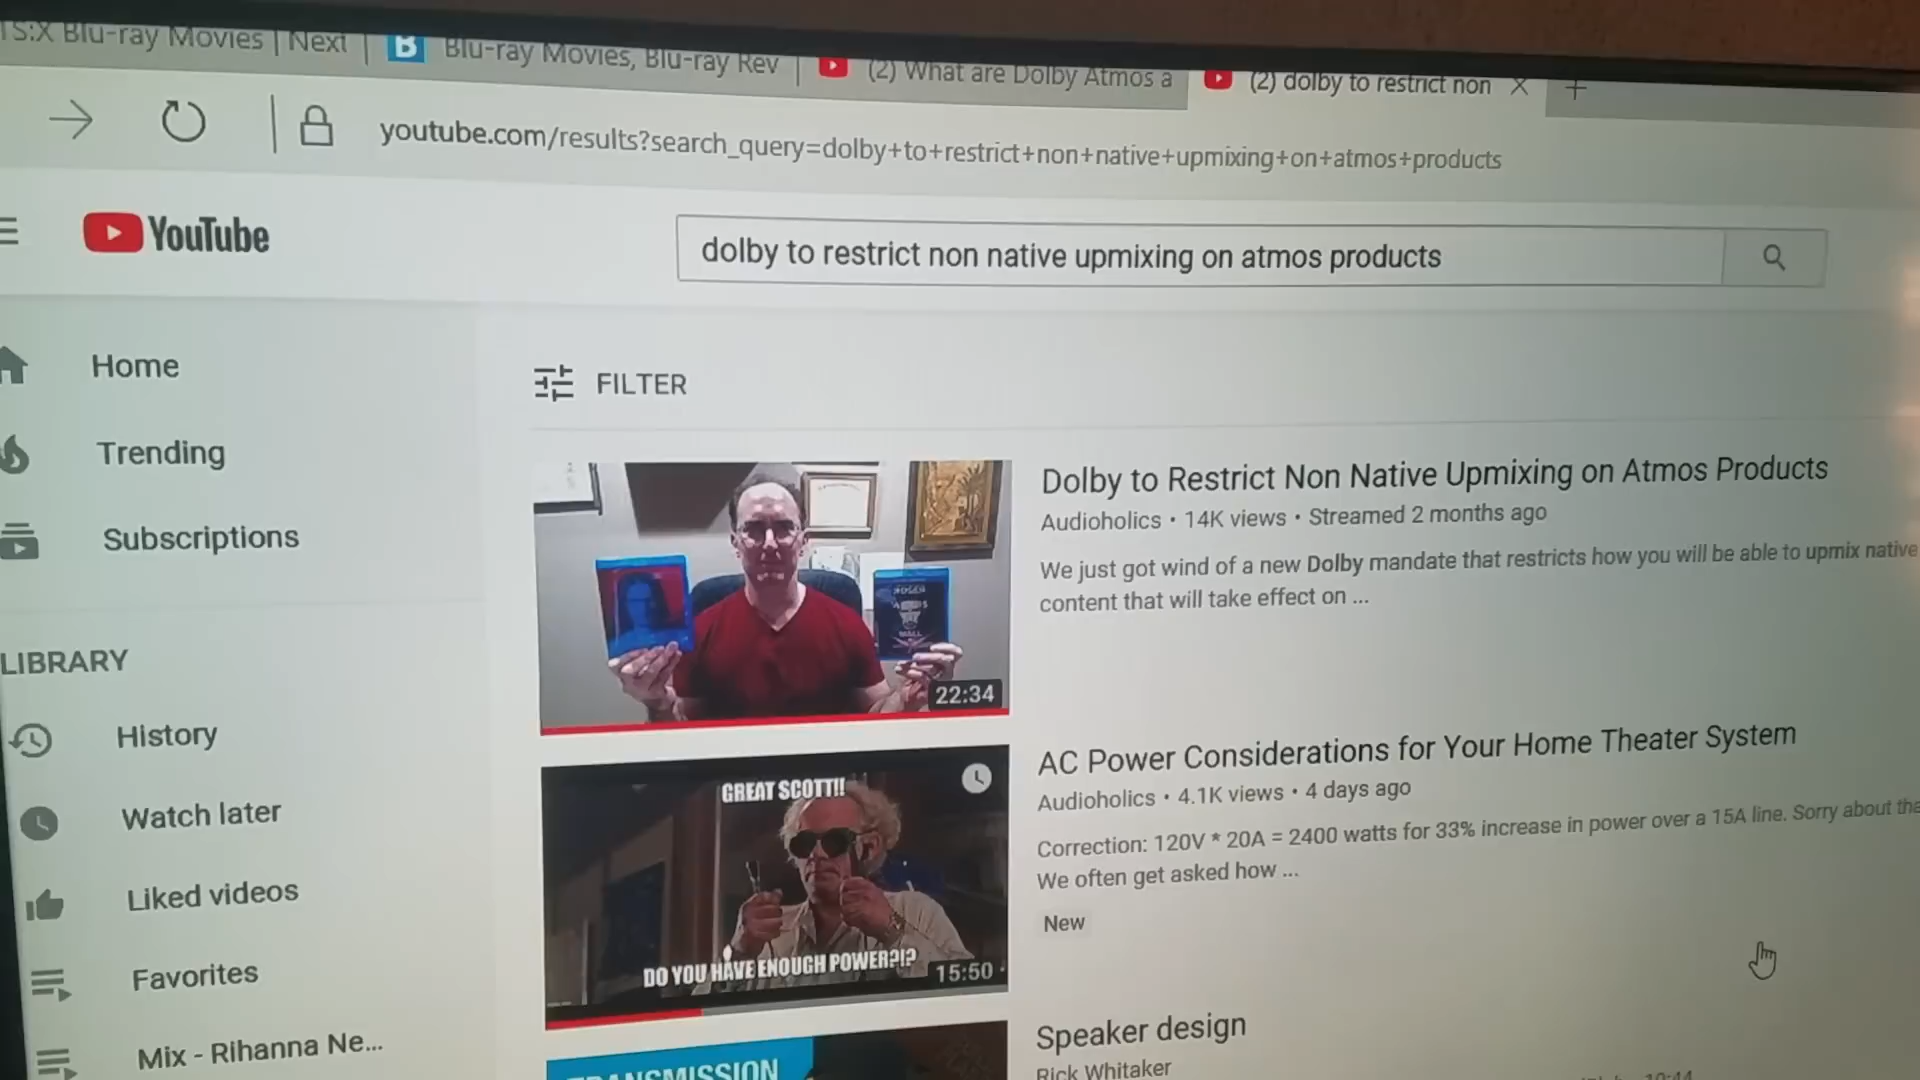 TS:X Blu-ray Movies | Next
B Blu-ray Movies, Blu-ray Rev
(2) What are Dolby Atmos a
(2) dolby to restrict non
youtube.com/results?search_query=dolby+to+restrict+non+native+upmixing+on+atmos+products
YouTube
dolby to restrict non native upmixing on atmos products
Home
Trending
Subscriptions
LIBRARY
History
Watch later
Liked videos
Favorites
Mix - Rihanna Ne...
FILTER
22:34
Dolby to Restrict Non Native Upmixing on Atmos Products
Audioholics • 14K views • Streamed 2 months ago
We just got wind of a new Dolby mandate that restricts how you will be able to upmix native
content that will take effect on ...
GREAT SCOTT!!
DO YOU HAVE ENOUGH POWER?!?
15:50
AC Power Considerations for Your Home Theater System
Audioholics • 4.1K views • 4 days ago
Correction: 120V * 20A = 2400 watts for 33% increase in power over a 15A line. Sorry about tha
We often get asked how ...
New
TRANSMISSION
Speaker design
Rick Whitaker